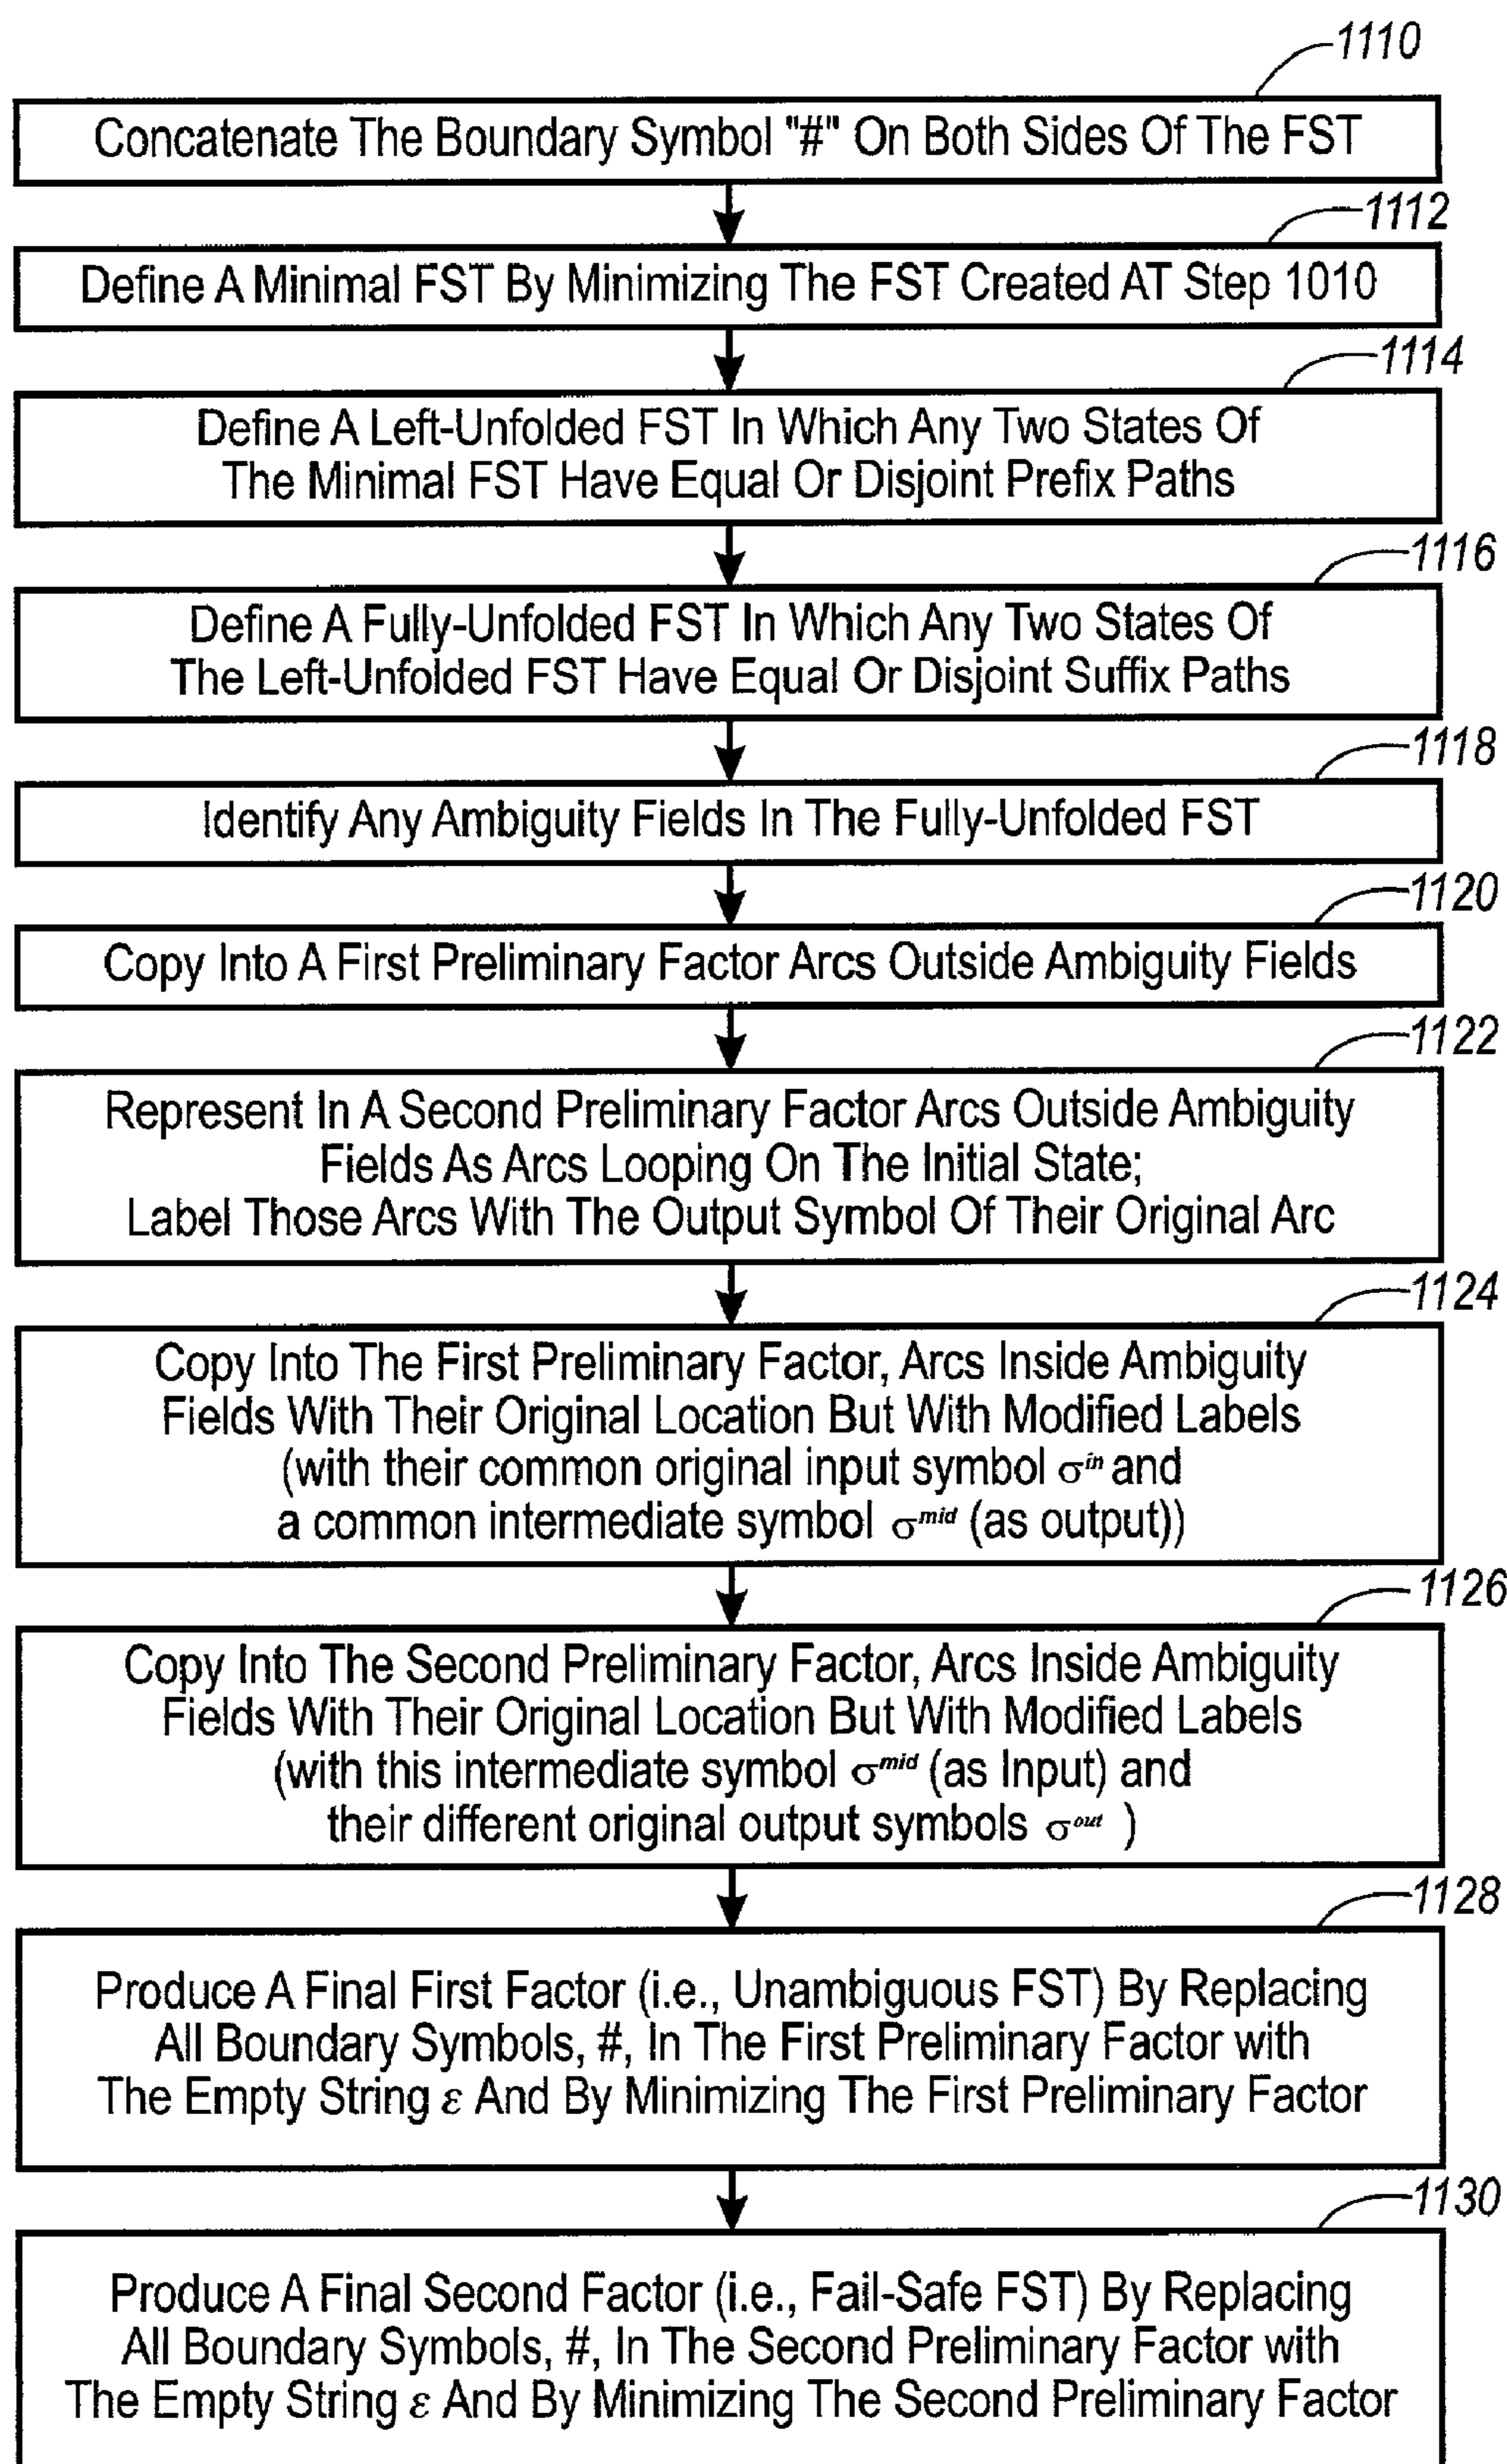 1110
Concatenate The Boundary Symbol "#" On Both Sides Of The FST
1112
Define A Minimal FST By Minimizing The FST Created AT Step 1010
1114
Define A Left-Unfolded FST In Which Any Two States Of
The Minimal FST Have Equal Or Disjoint Prefix Paths
1116
Define A Fully-Unfolded FST In Which Any Two States Of
The Left-Unfolded FST Have Equal Or Disjoint Suffix Paths
1118
Identify Any Ambiguity Fields In The Fully-Unfolded FST
1120
Copy Into A First Preliminary Factor Arcs Outside Ambiguity Fields
1122
Represent In A Second Preliminary Factor Arcs Outside Ambiguity
Fields As Arcs Looping On The Initial State;
Label Those Arcs With The Output Symbol Of Their Original Arc
1124
Copy Into The First Preliminary Factor, Arcs Inside Ambiguity
Fields With Their Original Location But With Modified Labels
(with their common original input symbol σ^in and
a common intermediate symbol σ^mid (as output))
1126
Copy Into The Second Preliminary Factor, Arcs Inside Ambiguity
Fields With Their Original Location But With Modified Labels
(with this intermediate symbol σ^mid (as Input) and
their different original output symbols σ^out )
1128
Produce A Final First Factor (i.e., Unambiguous FST) By Replacing
All Boundary Symbols, #, In The First Preliminary Factor with
The Empty String ε And By Minimizing The First Preliminary Factor
1130
Produce A Final Second Factor (i.e., Fail-Safe FST) By Replacing
All Boundary Symbols, #, In The Second Preliminary Factor with
The Empty String ε And By Minimizing The Second Preliminary Factor